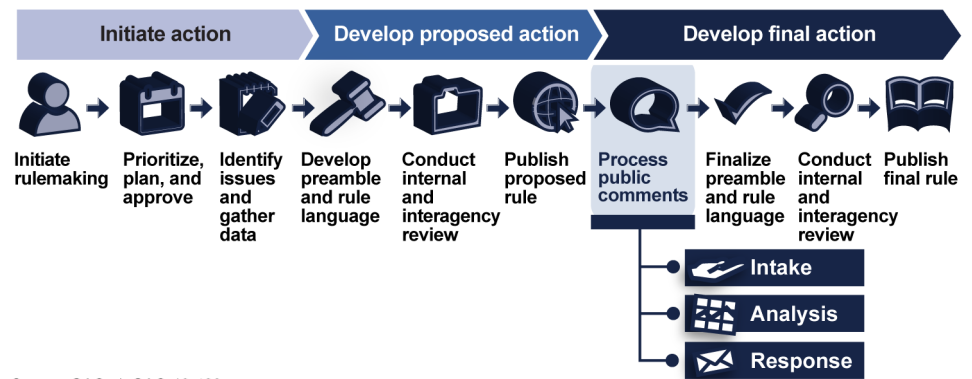 Initiate action
Develop proposed action
Develop final action
Initiate
rulemaking
Prioritize,
plan, and
approve
Identify
issues
and
gather
data
Develop
preamble
and rule
language
Conduct
internal
and
interagency
review
Publish
proposed
rule
Process
public
comments
Finalize
preamble
and rule
language
Conduct
internal
and
interagency
review
Publish
final rule
Intake
Analysis
Response